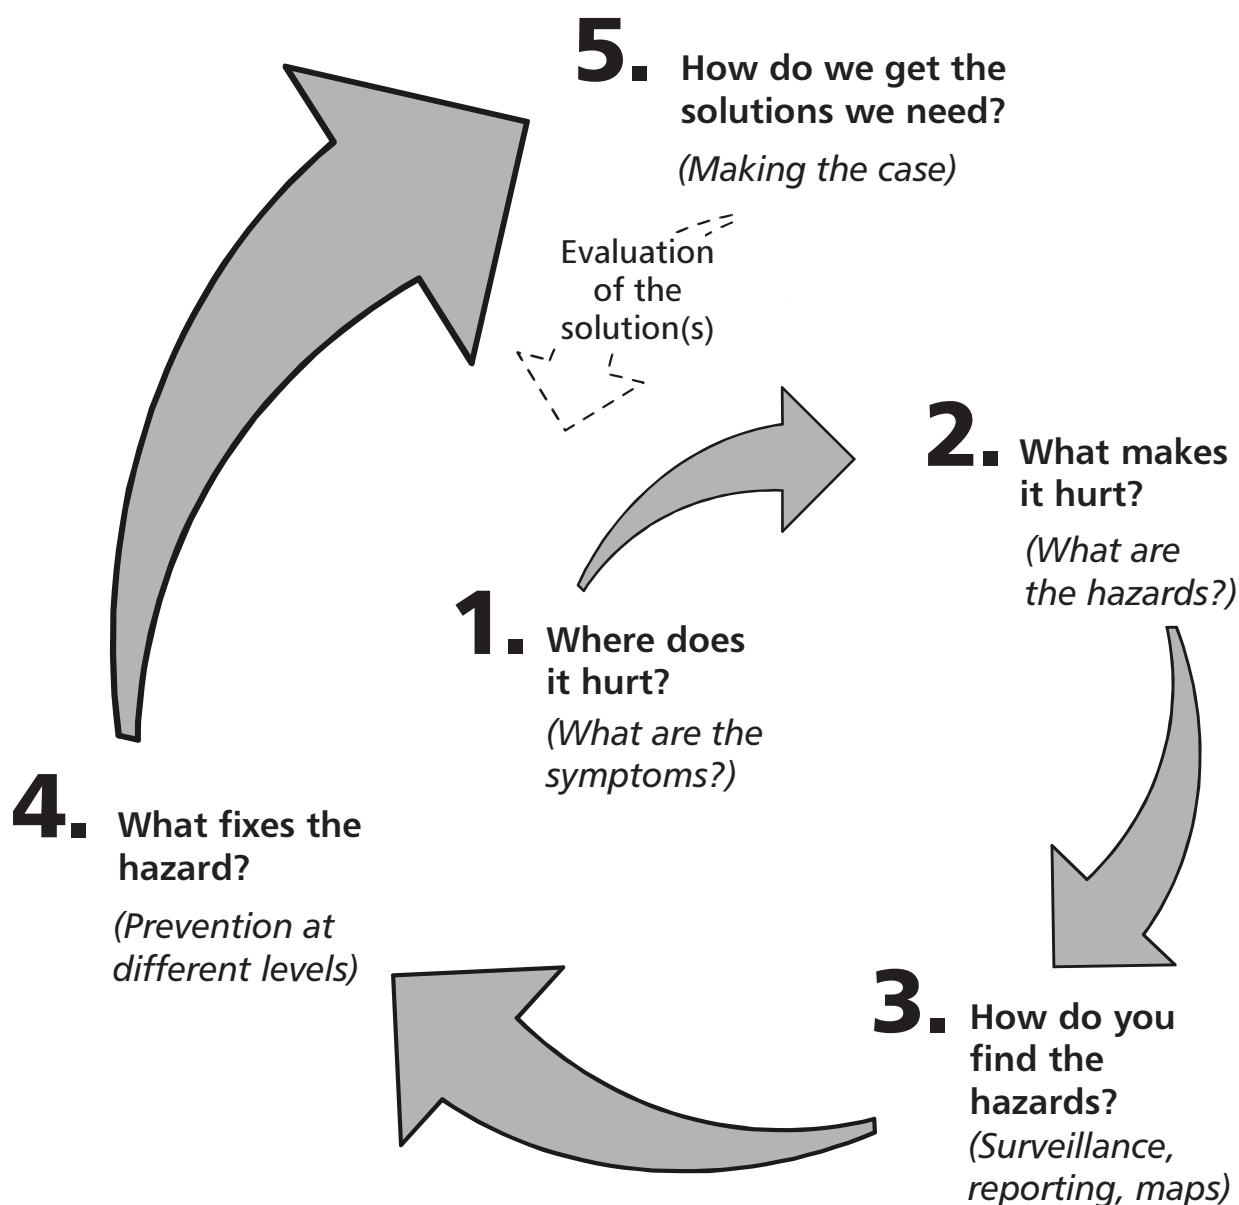 5. How do we get the
solutions we need?
(Making the case)
Evaluation
of the
solution(s)
2. What makes
it hurt?
(What are
the hazards?)
1. Where does
it hurt?
(What are the
symptoms?)
4. What fixes the
hazard?
(Prevention at
different levels)
3. How do you
find the
hazards?
(Surveillance,
reporting, maps)